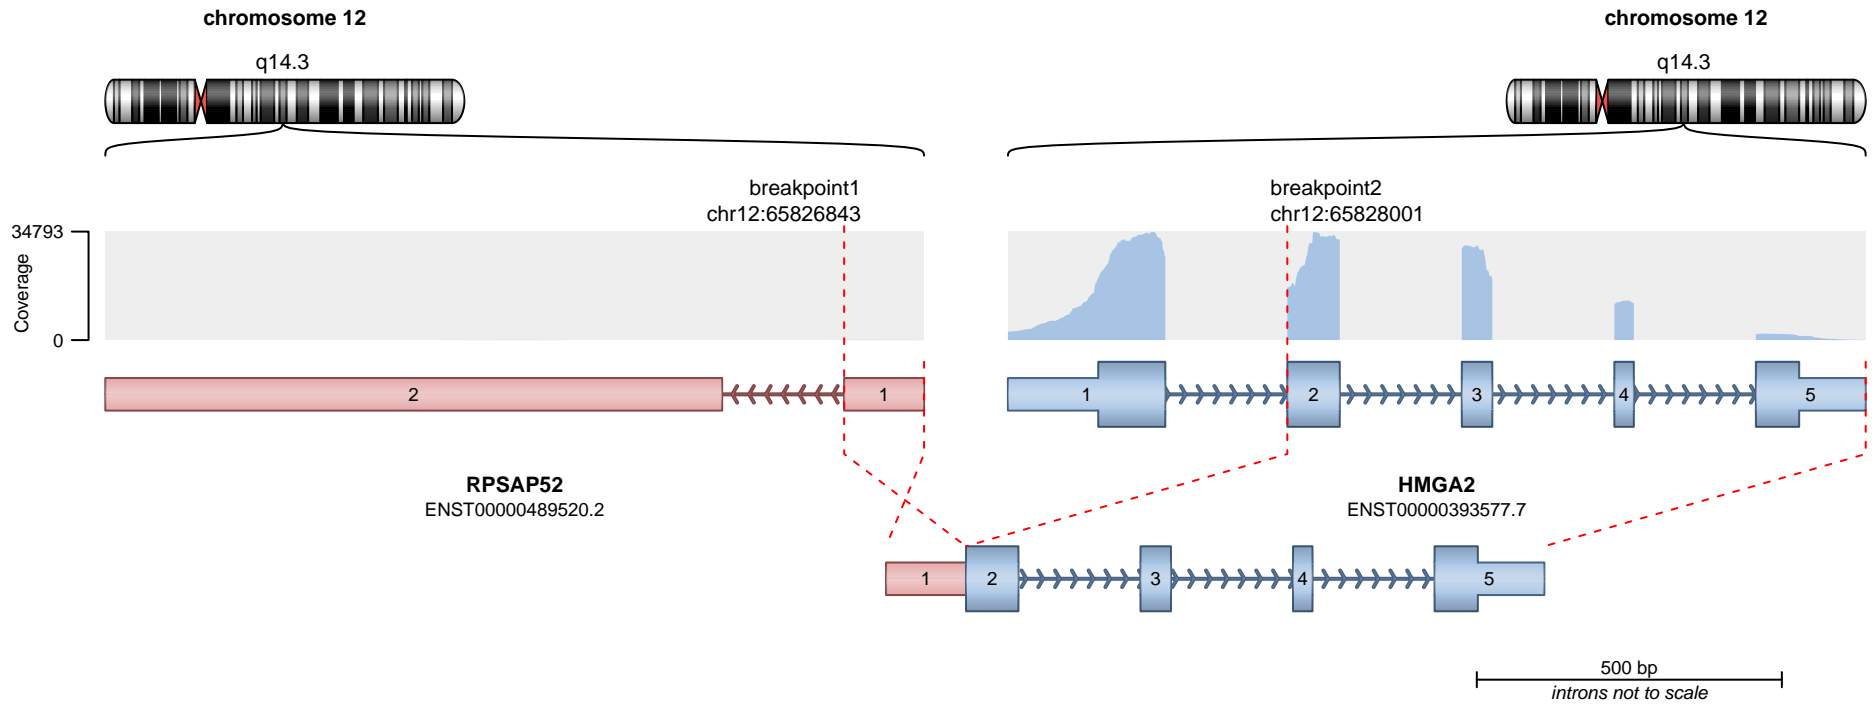 chromosome 12
chromosome 12
q14.3
q14.3
breakpoint1
chr12:65826843
breakpoint2
chr12:65828001
34793
Coverage
0
2
1
1
2
3
4
5
RPSAP52
ENST00000489520.2
HMGA2
ENST00000393577.7
1
2
3
4
5
500 bp
introns not to scale